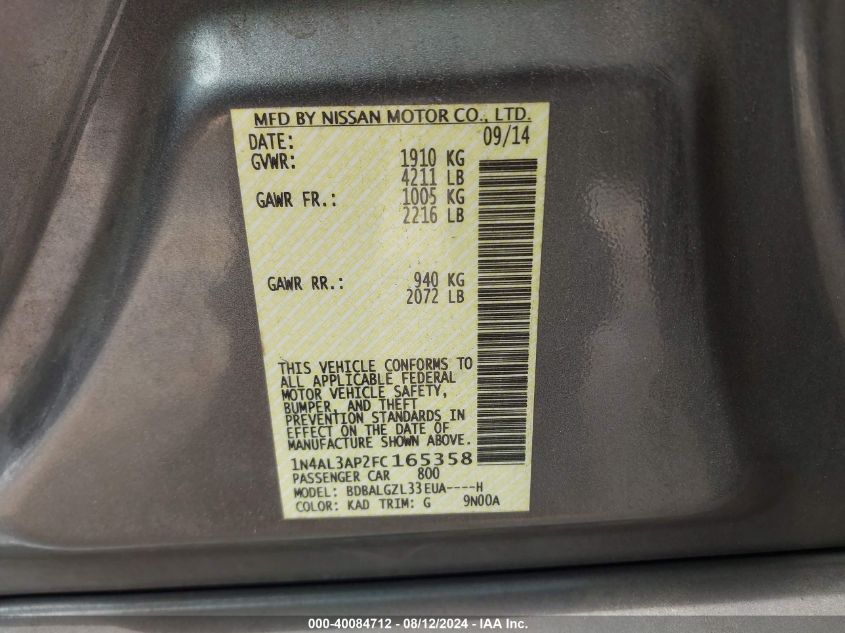 MFD BY NISSAN MOTOR CO., LTD.
DATE: 09/14
GVWR: 1910 KG
4211 LB
GAWR FR.: 1005 KG
2216 LB
GAWR RR.: 940 KG
2072 LB
THIS VEHICLE CONFORMS TO
ALL APPLICABLE FEDERAL
MOTOR VEHICLE SAFETY,
BUMPER, AND THEFT
PREVENTION STANDARDS IN
EFFECT ON THE DATE OF
MANUFACTURE SHOWN ABOVE.
1N4AL3AP2FC165358
PASSENGER CAR 800
MODEL: BDBALGZL33EUA----H
COLOR: KAD TRIM: G 9N00A
000-40084712 - 08/12/2024 - IAA Inc.